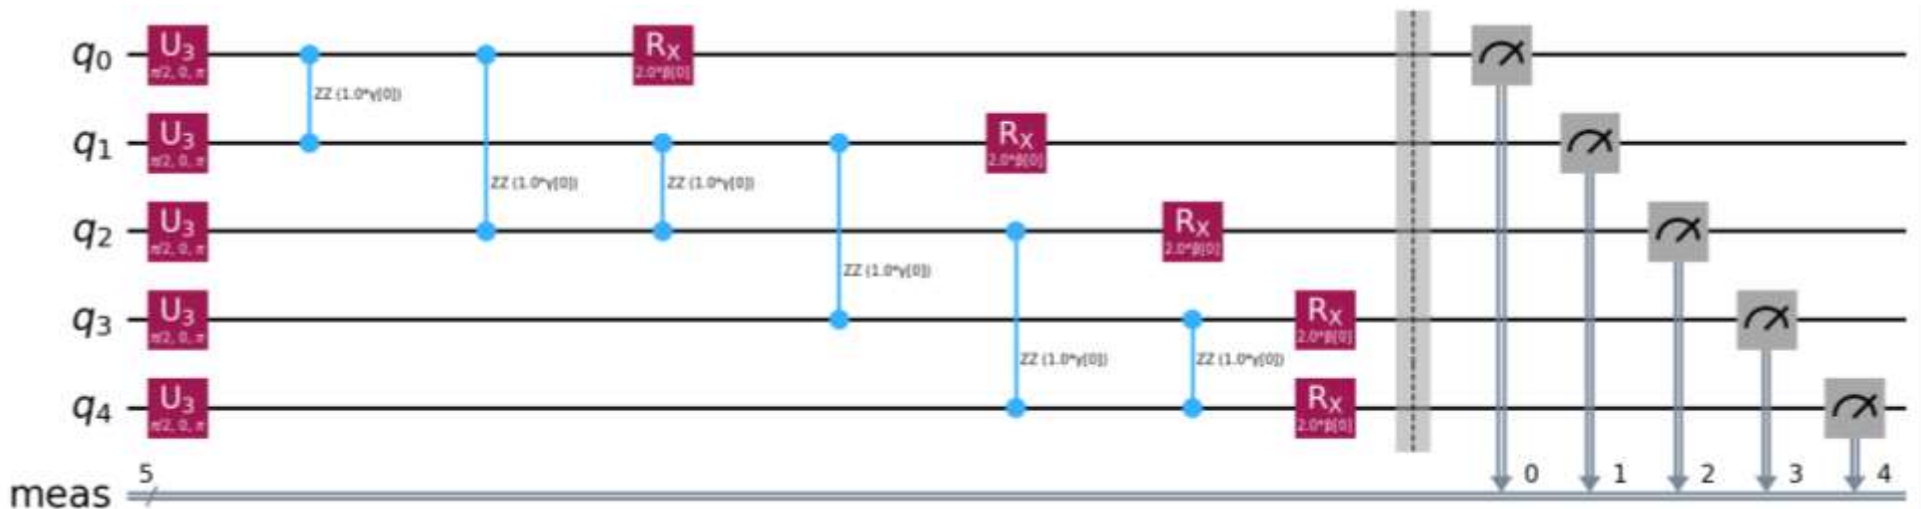 q0 U3 π/2, 0, π RX 2.0*β[0]
ZZ (1.0*γ[0])
q1 U3 π/2, 0, π RX 2.0*β[0]
ZZ (1.0*γ[0]) ZZ (1.0*γ[0])
q2 U3 π/2, 0, π RX 2.0*β[0]
ZZ (1.0*γ[0])
q3 U3 π/2, 0, π RX 2.0*β[0]
ZZ (1.0*γ[0]) ZZ (1.0*γ[0])
q4 U3 π/2, 0, π RX 2.0*β[0]
5 0 1 2 3 4
meas